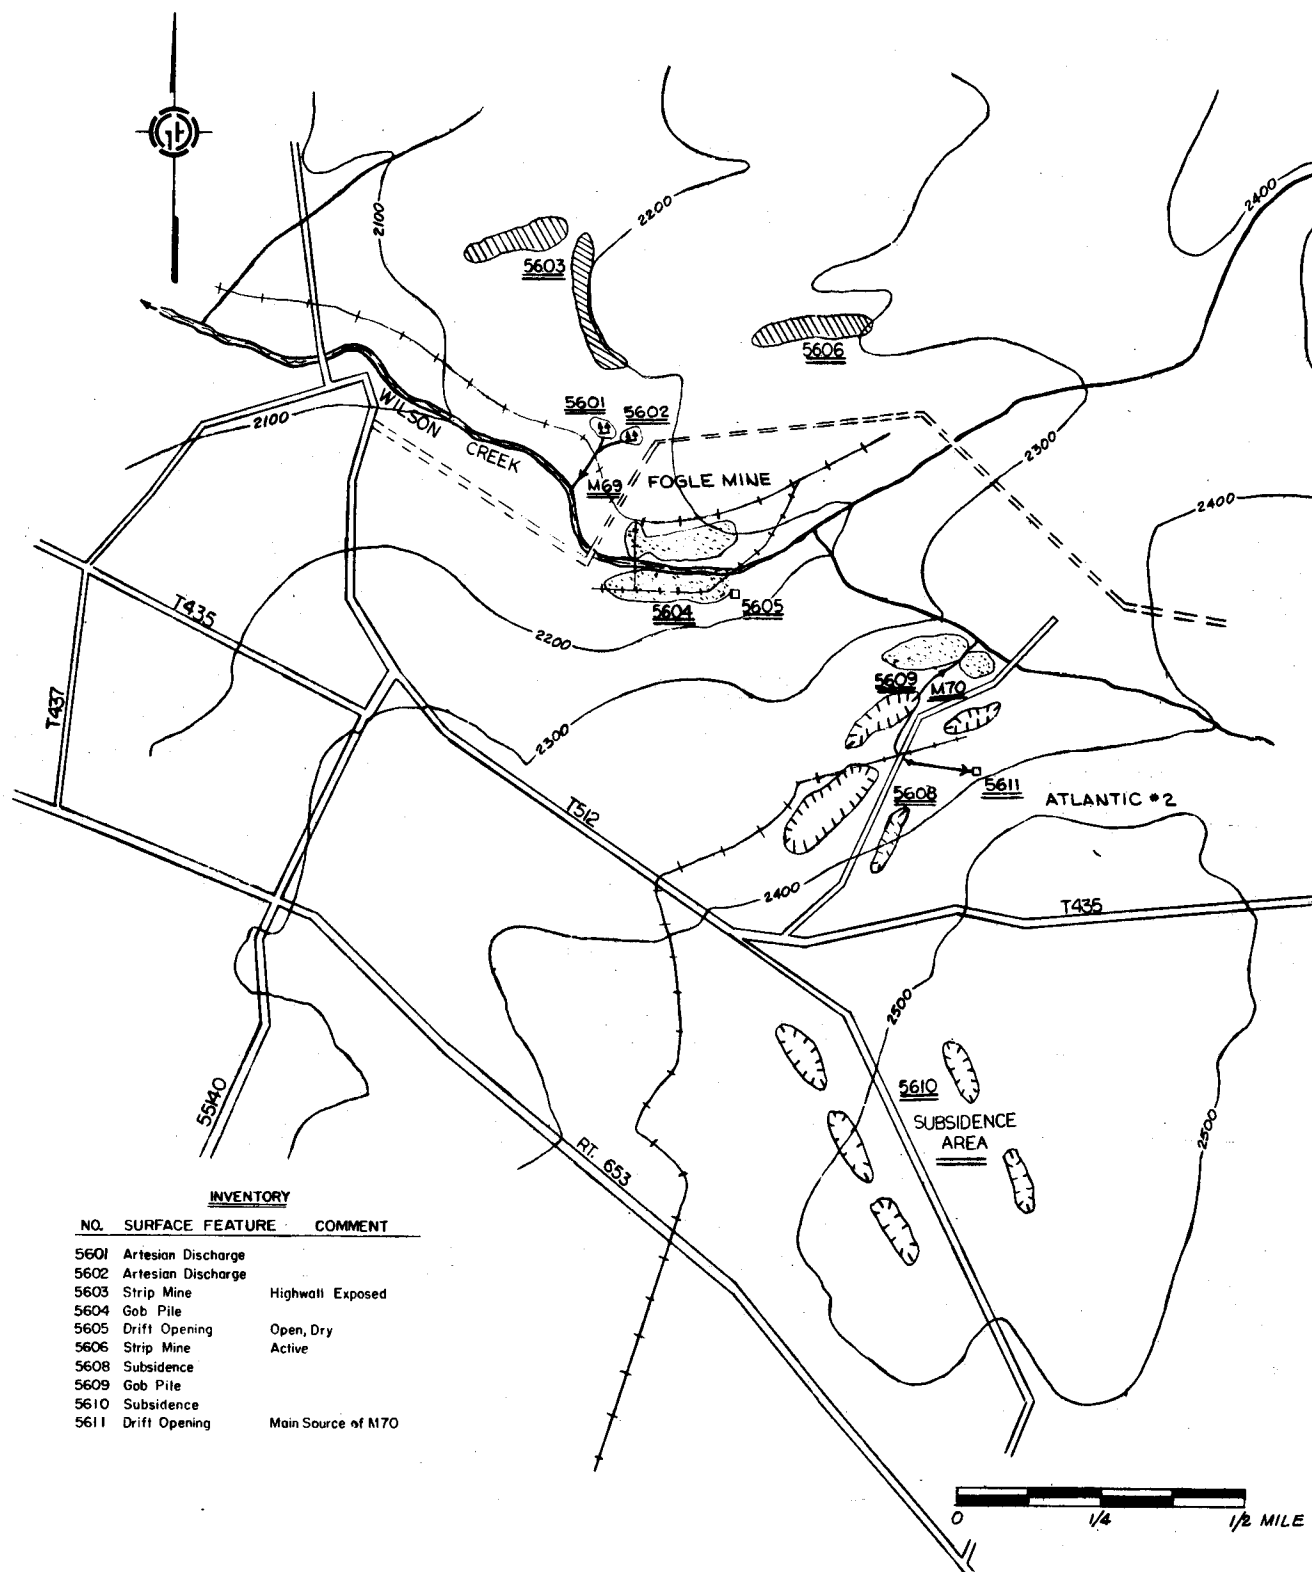 2400
2200
2100
5603
5606
5601
5602
2100
WILSON
CREEK
2300
M69
FOGLE MINE
2400
T435
5604
5605
2200
5609
M70
T437
2300
5608
5611
ATLANTIC #2
T512
2400
T435
2500
5610
SUBSIDENCE
AREA
2500
55140
RT. 653
INVENTORY
NO. SURFACE FEATURE COMMENT
5601 Artesian Discharge
5602 Artesian Discharge
5603 Strip Mine Highwall Exposed
5604 Gob Pile
5605 Drift Opening Open, Dry
5606 Strip Mine Active
5608 Subsidence
5609 Gob Pile
5610 Subsidence
5611 Drift Opening Main Source of M70
0 1/4 1/2 MILE